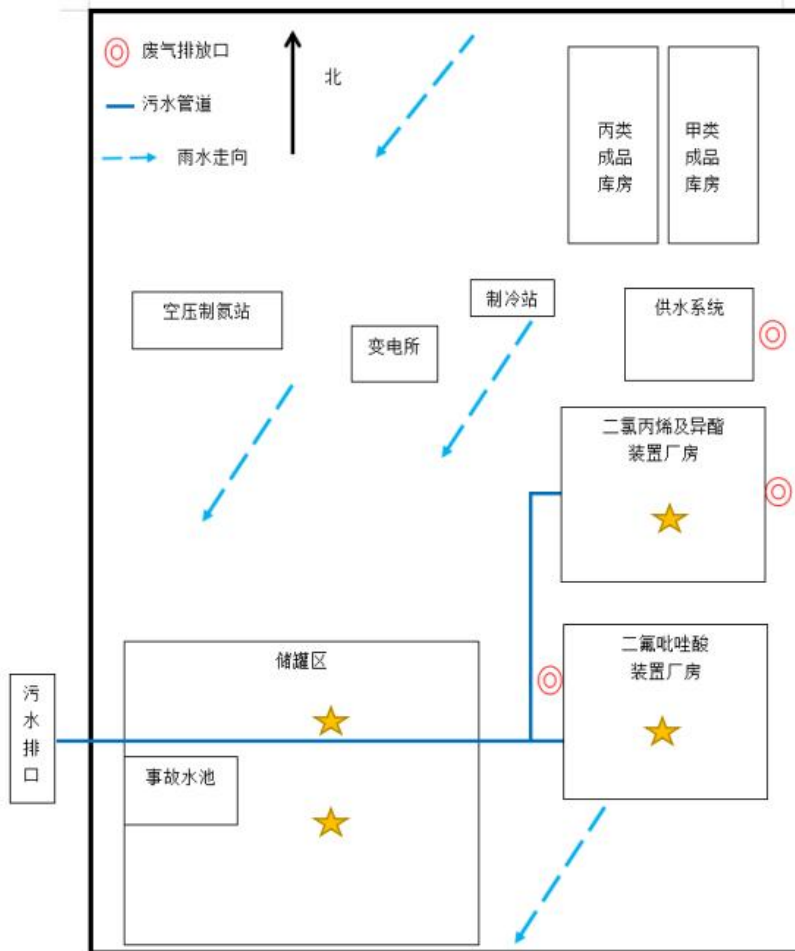 废气排放口
污水管道
雨水走向
北
丙类
成品
库房
甲类
成品
库房
空压制氮站
变电所
制冷站
供水系统
二氯丙烯及异酯
装置厂房
储罐区
二氟吡唑酸
装置厂房
污
水
排
口
事故水池